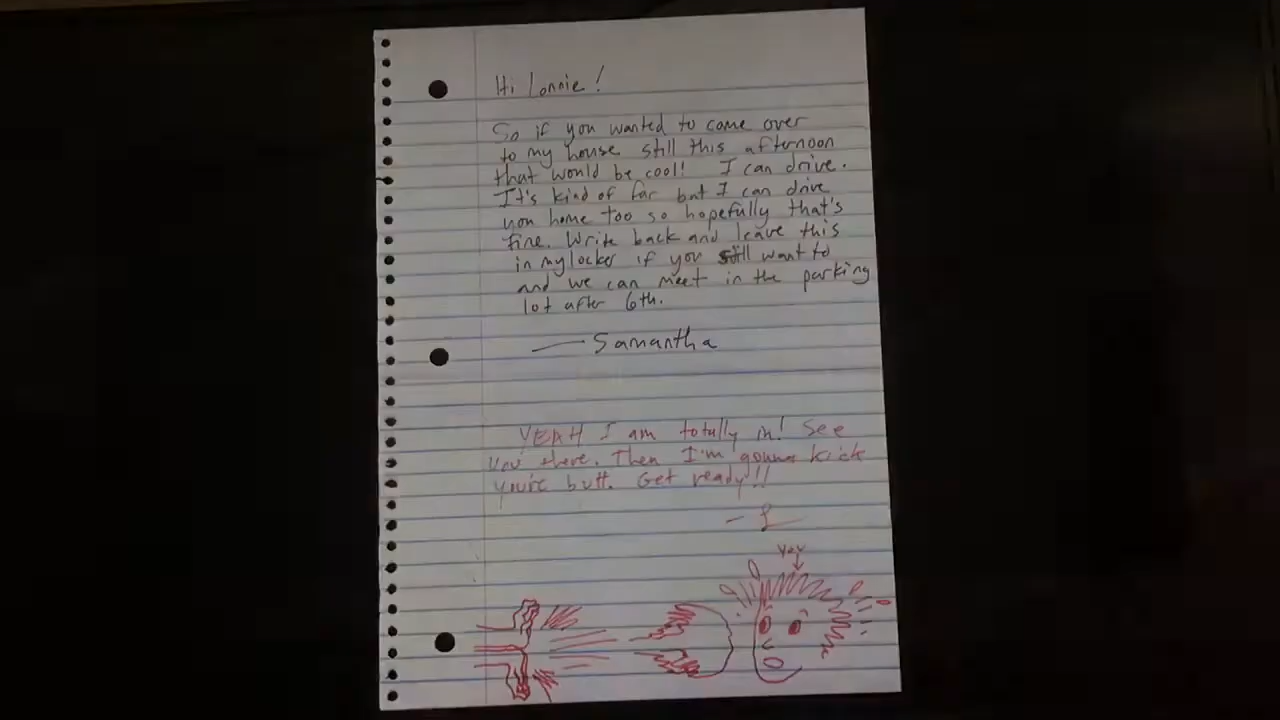 Hi Lonnie!
So if you wanted to come over
to my house still this afternoon
that would be cool! I can drive.
It's kind of far but I can drive
you home too so hopefully that's
fine. Write back and leave this
in my locker if you still want to
and we can meet in the parking
lot after 6th.
— Samantha
YEAH I am totally in! See
you there. Then I'm gonna kick
you're butt. Get ready!!
- L
You